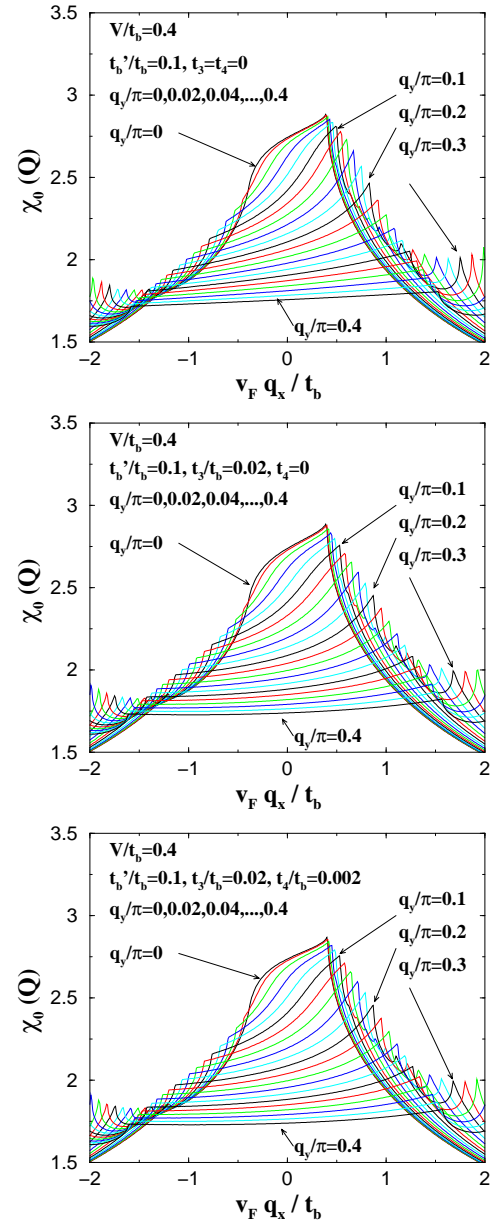 3.5
V/t_b=0.4
t_b'/t_b=0.1, t_3=t_4=0
q_y/π=0,0.02,0.04,...,0.4
q_y/π=0.1
q_y/π=0.2
q_y/π=0.3
q_y/π=0
q_y/π=0.4
3
2.5
2
1.5
χ_0 (Q)
−2 −1 0 1 2
v_F q_x / t_b
3.5
V/t_b=0.4
t_b'/t_b=0.1, t_3/t_b=0.02, t_4=0
q_y/π=0,0.02,0.04,...,0.4
q_y/π=0.1
q_y/π=0.2
q_y/π=0.3
q_y/π=0
q_y/π=0.4
3
2.5
2
1.5
χ_0 (Q)
−2 −1 0 1 2
v_F q_x / t_b
3.5
V/t_b=0.4
t_b'/t_b=0.1, t_3/t_b=0.02, t_4/t_b=0.002
q_y/π=0,0.02,0.04,...,0.4
q_y/π=0.1
q_y/π=0.2
q_y/π=0.3
q_y/π=0
q_y/π=0.4
3
2.5
2
1.5
χ_0 (Q)
−2 −1 0 1 2
v_F q_x / t_b